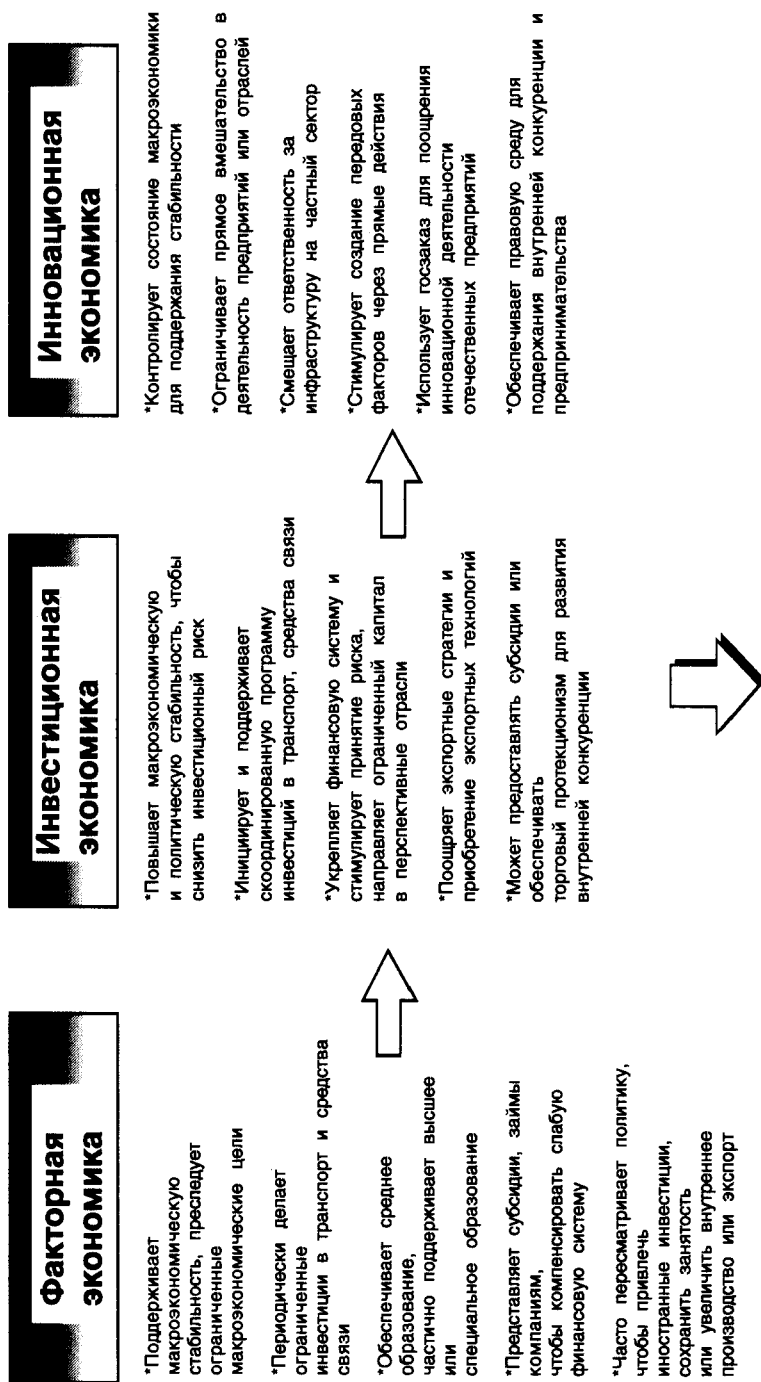 Факторная
экономика
*Поддерживает
макроэкономическую
стабильность, преследует
ограниченные
макроэкономические цели
*Периодически делает
ограниченные
инвестиции в транспорт и средства
связи
*Обеспечивает среднее
образование,
частично поддерживает высшее
или
специальное образование
*Представляет субсидии, займы
компаниям,
чтобы компенсировать слабую
финансовую систему
*Часто пересматривает политику,
чтобы привлечь
иностранные инвестиции,
сохранить занятость
или увеличить внутреннее
производство или экспорт
Инвестиционная
экономика
*Повышает макроэкономическую
и политическую стабильность, чтобы
снизить инвестиционный риск
*Инициирует и поддерживает
скоординированную программу
инвестиций в транспорт, средства связи
*Укрепляет финансовую систему и
стимулирует принятие риска,
направляет ограниченный капитал
в перспективные отрасли
*Поощряет экспортные стратегии и
приобретение экспортных технологий
*Может предоставлять субсидии или
обеспечивать
торговый протекционизм для развития
внутренней конкуренции
Инновационная
экономика
*Контролирует состояние макроэкономики
для поддержания стабильности
*Ограничивает прямое вмешательство в
деятельность предприятий или отраслей
*Смещает ответственность за
инфраструктуру на частный сектор
*Стимулирует создание передовых
факторов через прямые действия
*Использует госзаказ для поощрения
инновационной деятельности
отечественных предприятий
*Обеспечивает правовую среду для
поддержания внутренней конкуренции и
предпринимательства